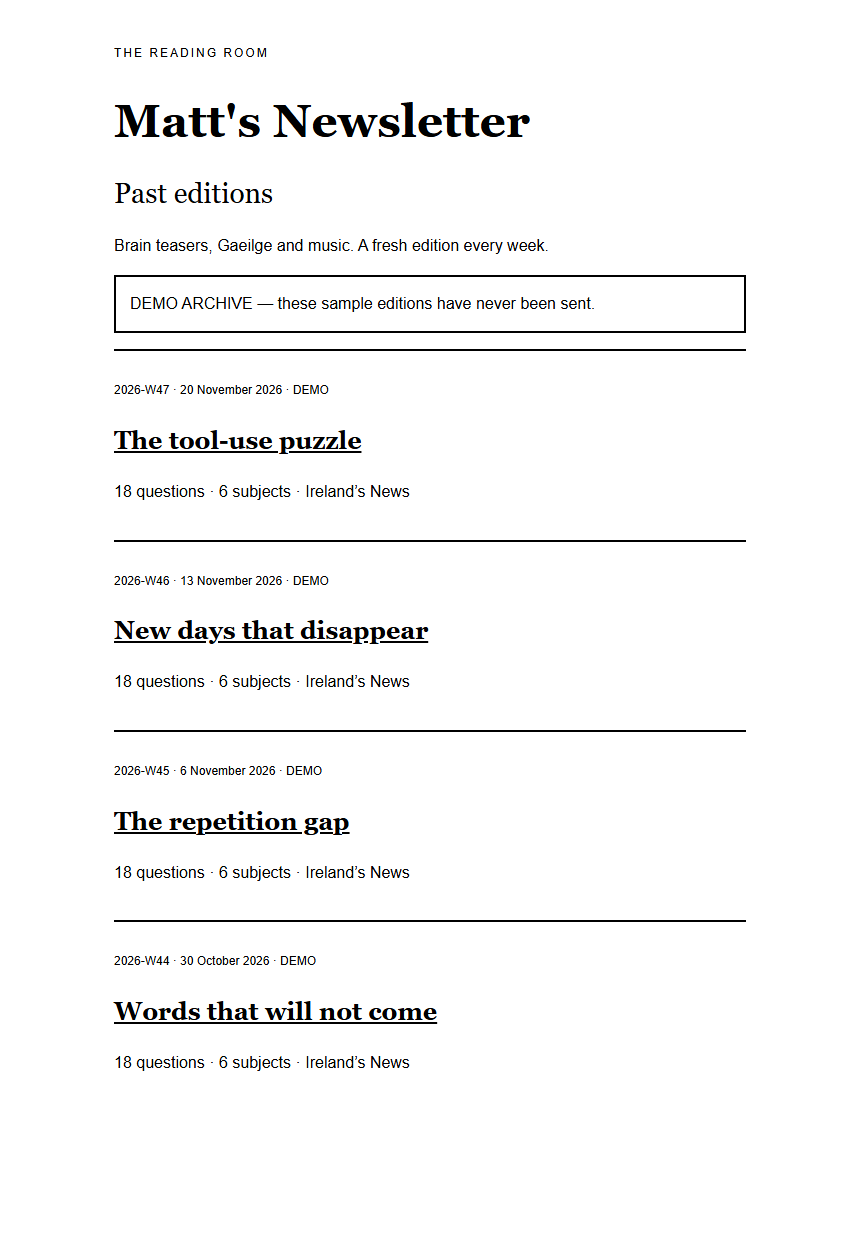 THE READING ROOM
Matt's Newsletter
Past editions
Brain teasers, Gaeilge and music. A fresh edition every week.
DEMO ARCHIVE — these sample editions have never been sent.
2026-W47 · 20 November 2026 · DEMO
The tool-use puzzle
18 questions · 6 subjects · Ireland’s News
2026-W46 · 13 November 2026 · DEMO
New days that disappear
18 questions · 6 subjects · Ireland’s News
2026-W45 · 6 November 2026 · DEMO
The repetition gap
18 questions · 6 subjects · Ireland’s News
2026-W44 · 30 October 2026 · DEMO
Words that will not come
18 questions · 6 subjects · Ireland’s News